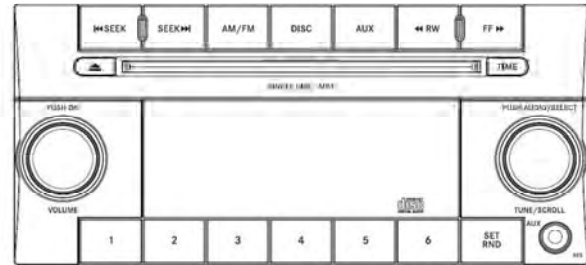 SEEK
SEEK
AM/FM
DISC
AUX
RW
FF
TIME
PUSH ON
PUSH AUDIO/SELECT
VOLUME
TUNE/SCROLL
disc
1
2
3
4
5
6
SET
RND
AUX